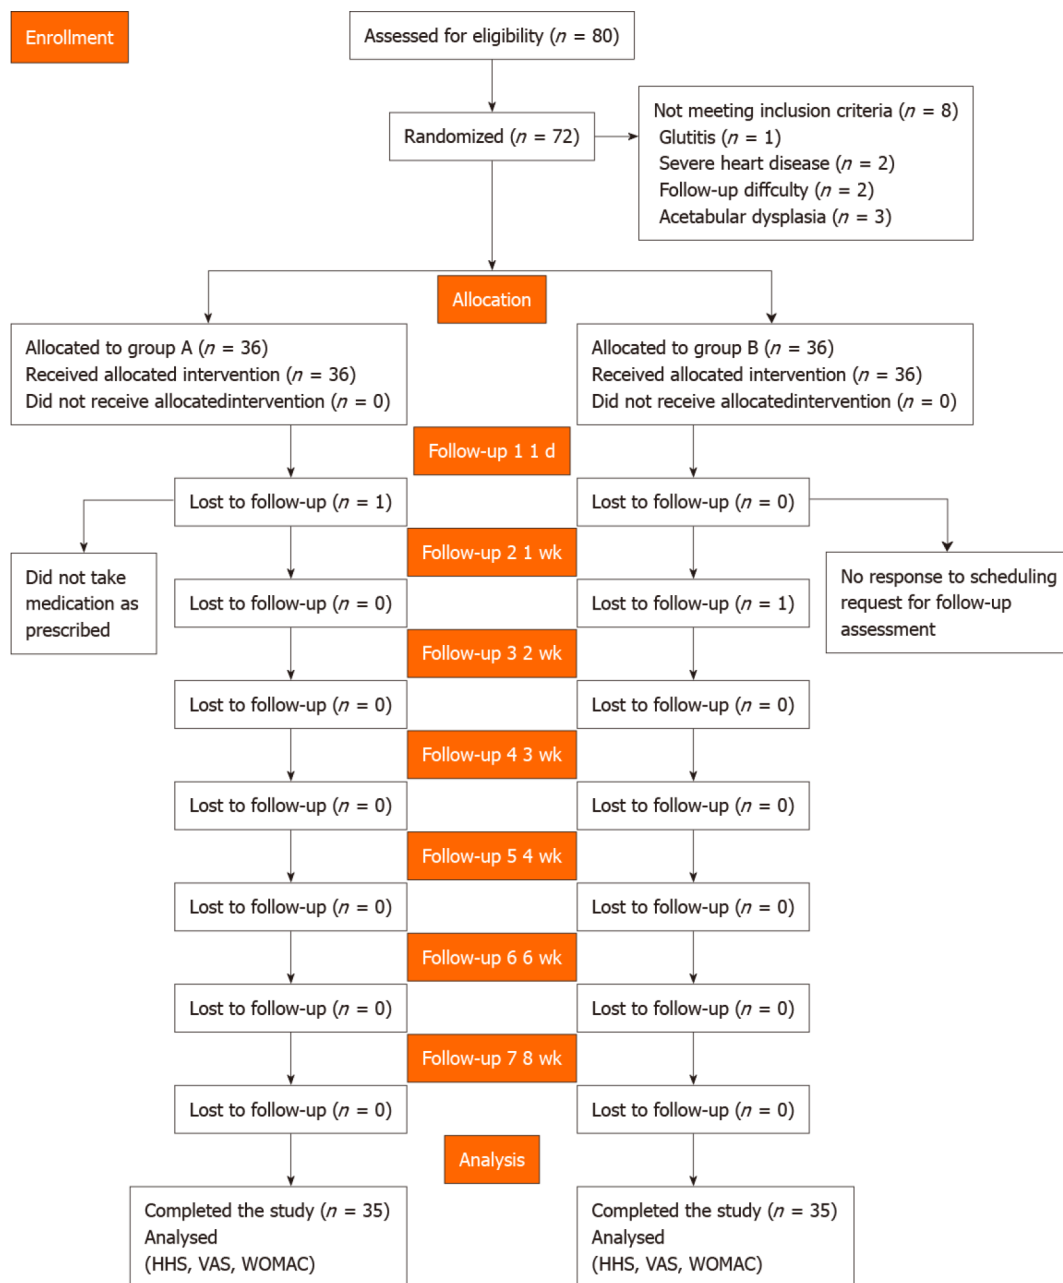 Enrollment
Assessed for eligibility (n = 80)
Randomized (n = 72)
Not meeting inclusion criteria (n = 8)
Glutitis (n = 1)
Severe heart disease (n = 2)
Follow-up diffculty (n = 2)
Acetabular dysplasia (n = 3)
Allocation
Allocated to group A (n = 36)
Received allocated intervention (n = 36)
Did not receive allocatedintervention (n = 0)
Allocated to group B (n = 36)
Received allocated intervention (n = 36)
Did not receive allocatedintervention (n = 0)
Follow-up 1 1 d
Lost to follow-up (n = 1)
Lost to follow-up (n = 0)
Did not take
medication as
prescribed
No response to scheduling
request for follow-up
assessment
Follow-up 2 1 wk
Lost to follow-up (n = 0)
Lost to follow-up (n = 1)
Follow-up 3 2 wk
Lost to follow-up (n = 0)
Lost to follow-up (n = 0)
Follow-up 4 3 wk
Lost to follow-up (n = 0)
Lost to follow-up (n = 0)
Follow-up 5 4 wk
Lost to follow-up (n = 0)
Lost to follow-up (n = 0)
Follow-up 6 6 wk
Lost to follow-up (n = 0)
Lost to follow-up (n = 0)
Follow-up 7 8 wk
Lost to follow-up (n = 0)
Lost to follow-up (n = 0)
Analysis
Completed the study (n = 35)
Analysed
(HHS, VAS, WOMAC)
Completed the study (n = 35)
Analysed
(HHS, VAS, WOMAC)